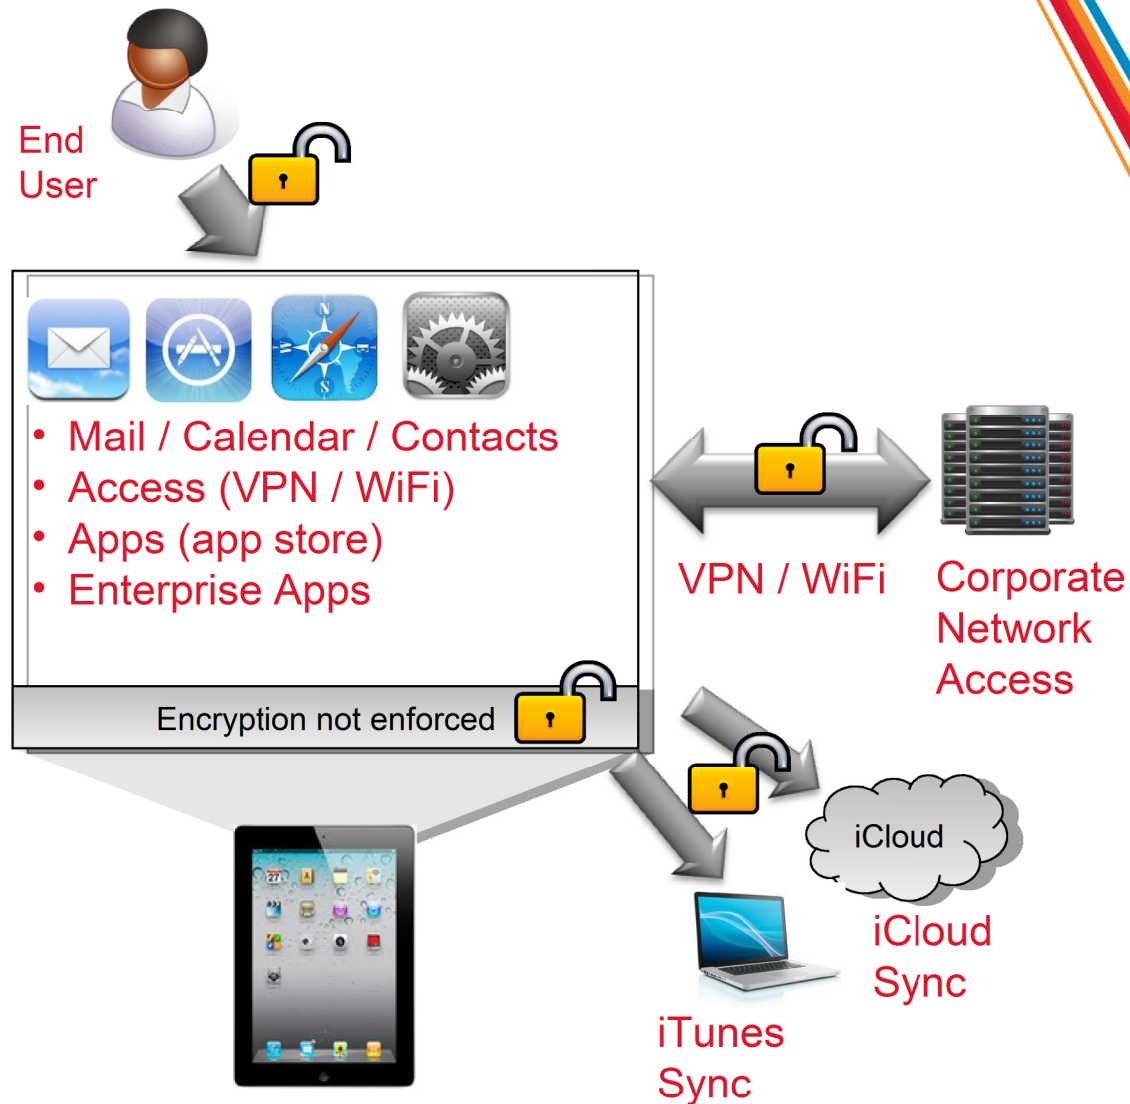 End
User
• Mail / Calendar / Contacts
• Access (VPN / WiFi)
• Apps (app store)
• Enterprise Apps
VPN / WiFi
Corporate
Network
Access
Encryption not enforced
iCloud
iCloud
Sync
iTunes
Sync
N
E
S
27